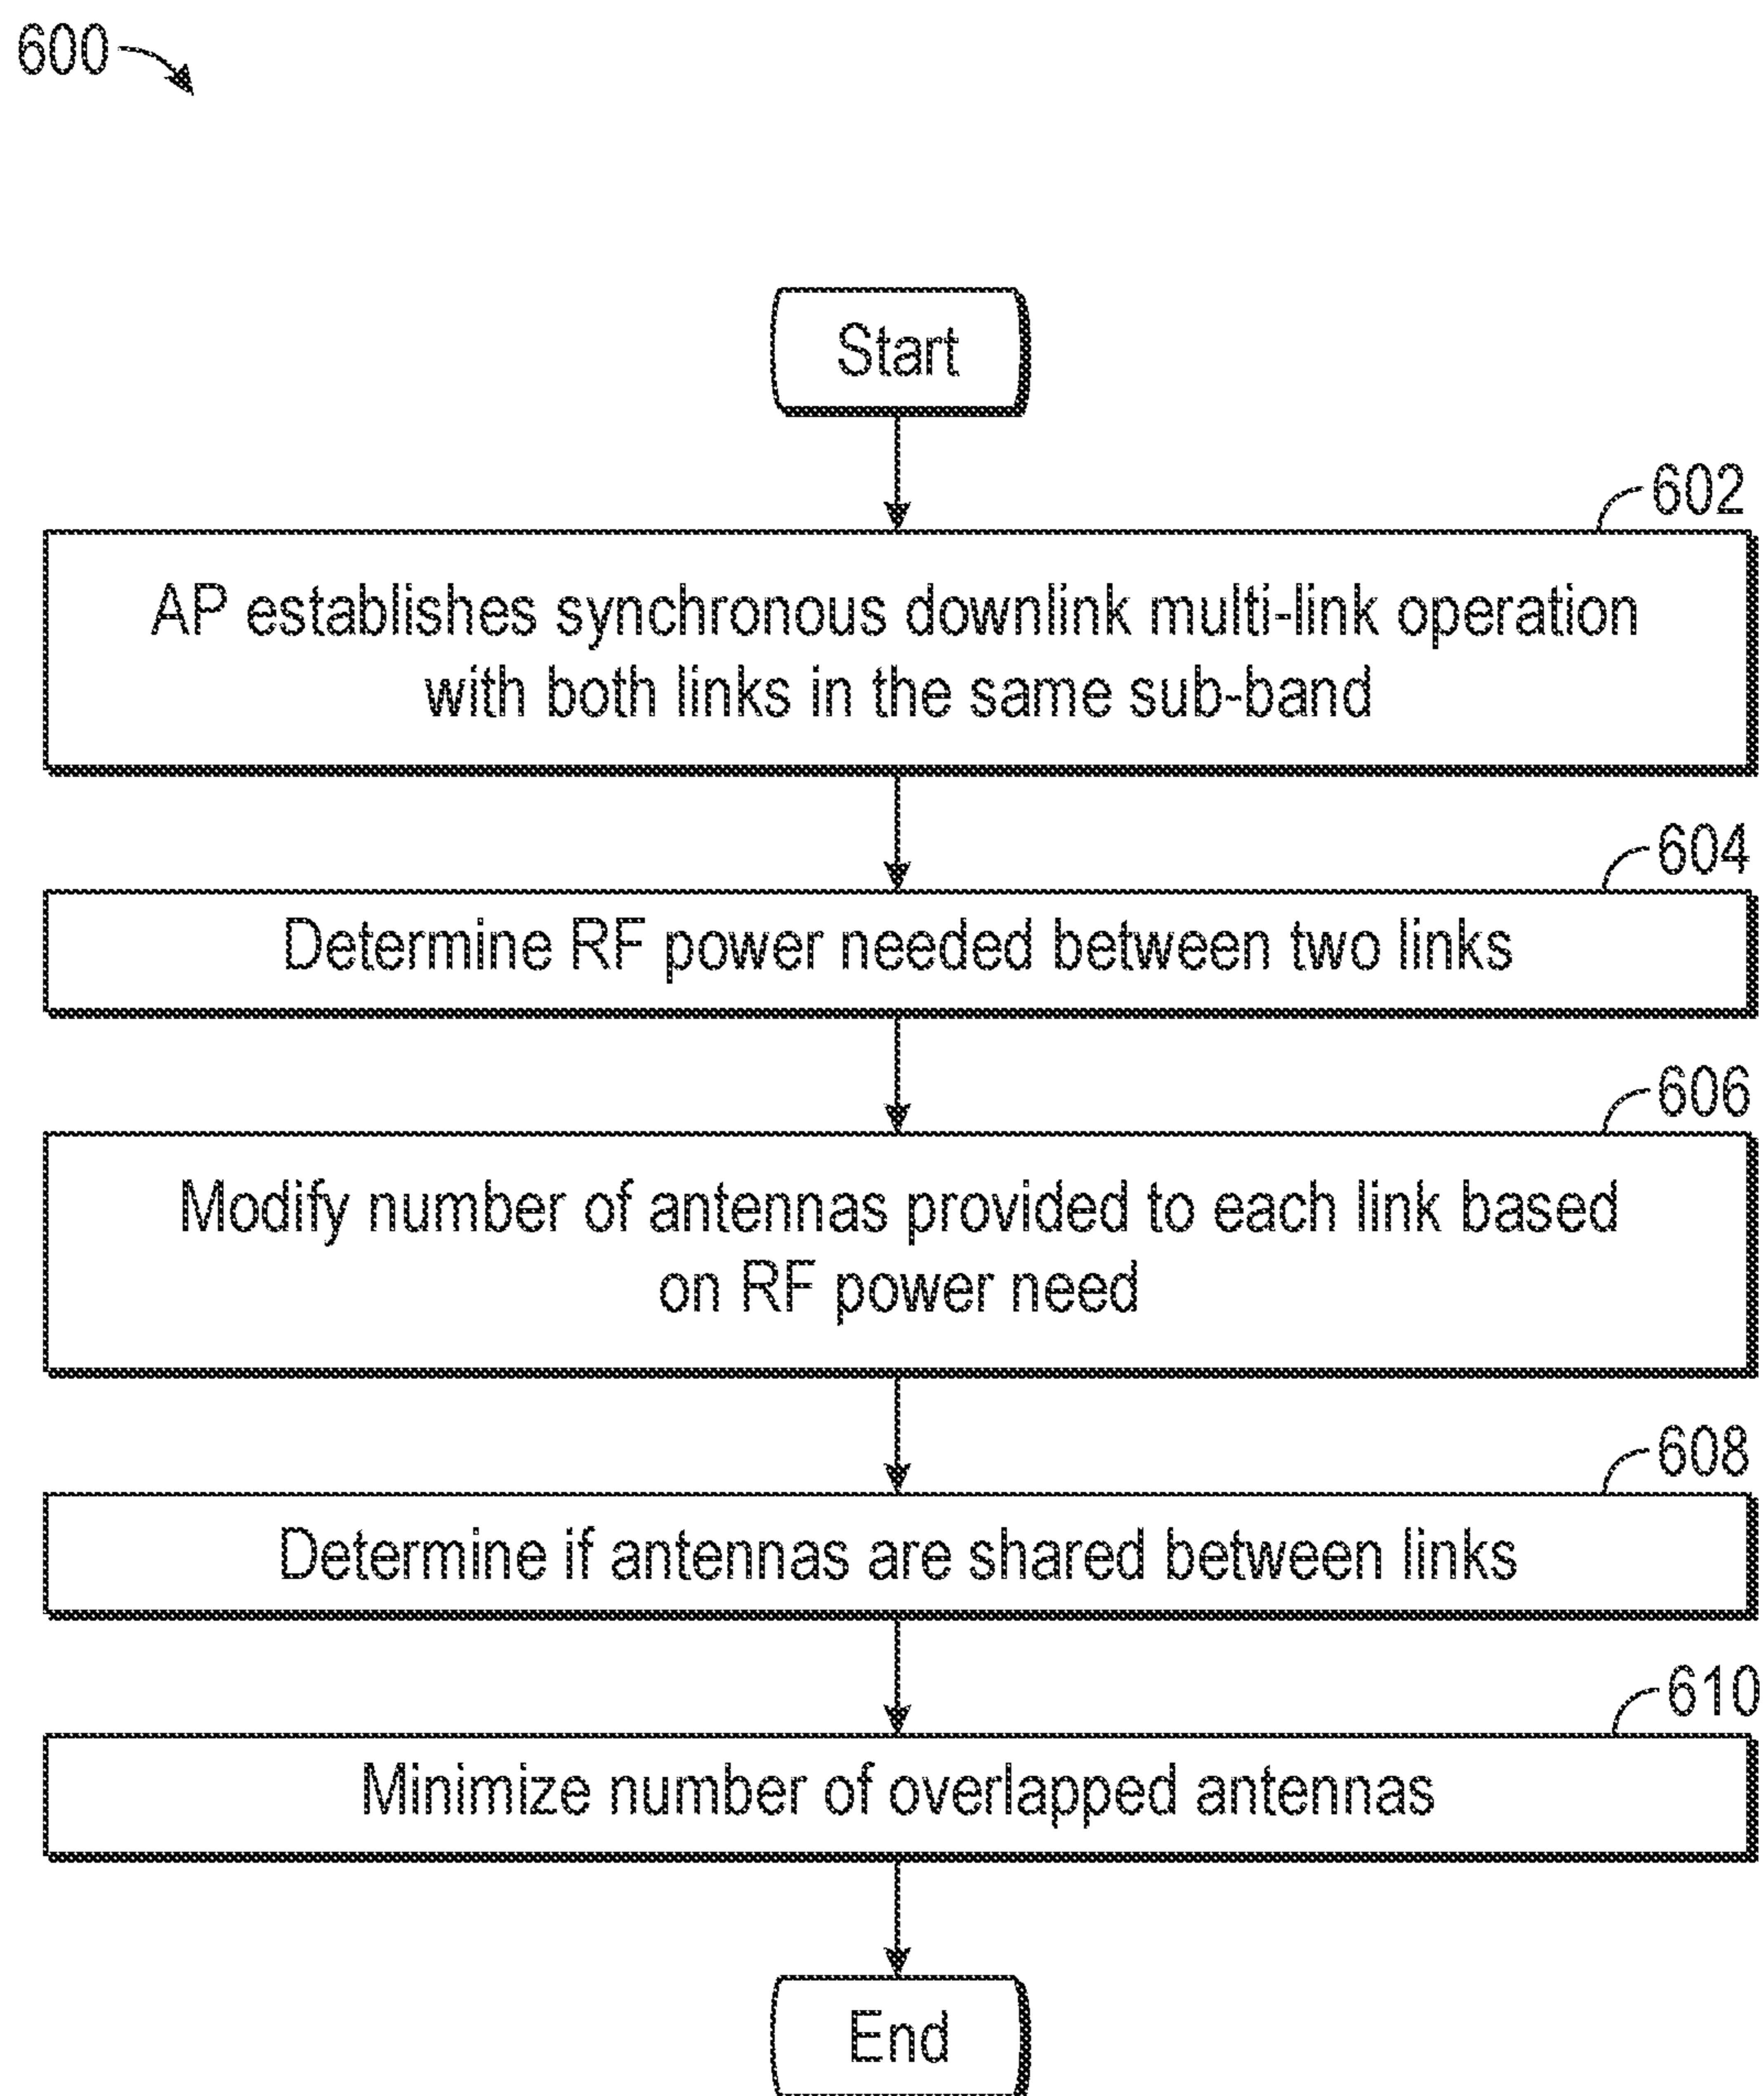 600
Start
602
AP establishes synchronous downlink multi-link operation
with both links in the same sub-band
604
Determine RF power needed between two links
606
Modify number of antennas provided to each link based
on RF power need
608
Determine if antennas are shared between links
610
Minimize number of overlapped antennas
End